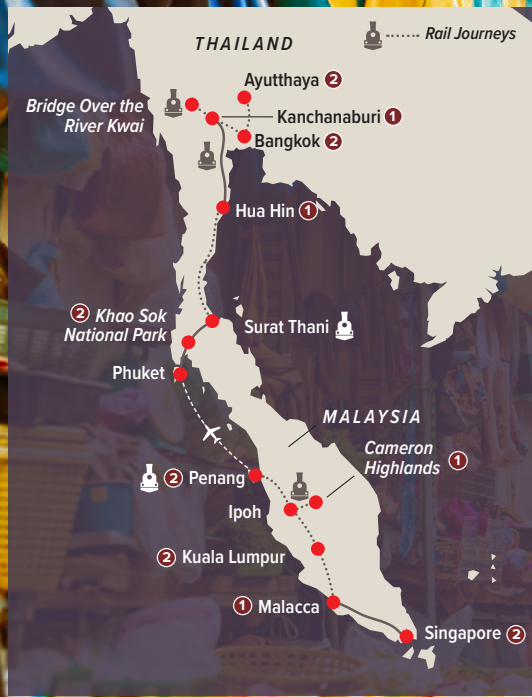 THAILAND
Rail Journeys
Ayutthaya 2
Bridge Over the
River Kwai
Kanchanaburi 1
Bangkok 2
Hua Hin 1
2 Khao Sok
National Park
Surat Thani
Phuket
MALAYSIA
Cameron
Highlands 1
2 Penang
Ipoh
2 Kuala Lumpur
1 Malacca
Singapore 2